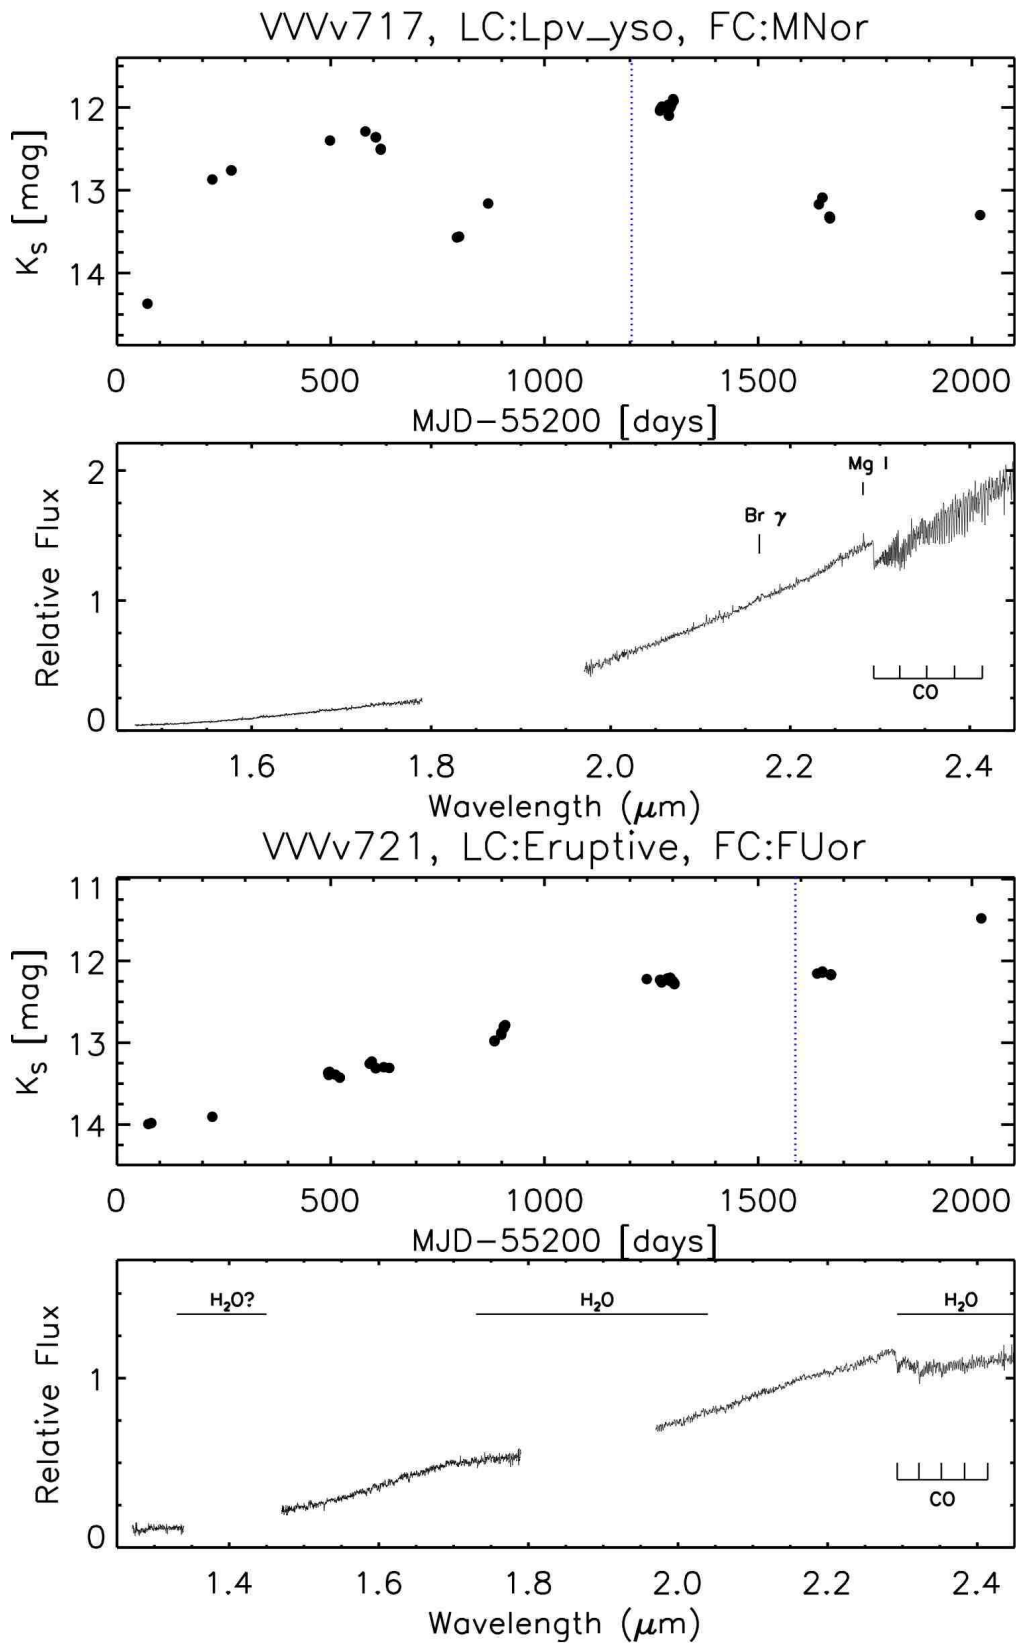 VVVv717, LC:Lpv_yso, FC:MNor
12
13
14
Ks [mag]
0 500 1000 1500 2000
MJD-55200 [days]
2
1
0
Relative Flux
Mg I
Br γ
CO
1.6 1.8 2.0 2.2 2.4
Wavelength (μm)
VVVv721, LC:Eruptive, FC:FUor
11
12
13
14
Ks [mag]
0 500 1000 1500 2000
MJD-55200 [days]
1
0
Relative Flux
H₂O? H₂O H₂O
CO
1.4 1.6 1.8 2.0 2.2 2.4
Wavelength (μm)